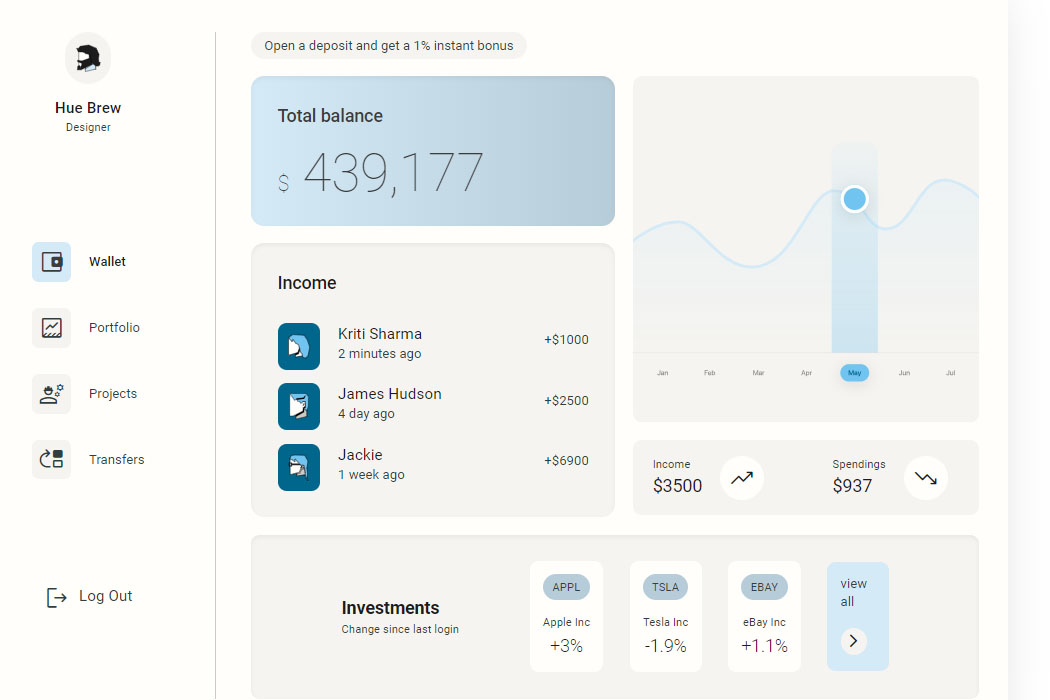 Hue Brew
Designer
Wallet
Portfolio
Projects
Transfers
Log Out
Open a deposit and get a 1% instant bonus
Total balance
$ 439,177
Income
Kriti Sharma
2 minutes ago
+$1000
James Hudson
4 day ago
+$2500
Jackie
1 week ago
+$6900
Jan Feb Mar Apr May Jun Jul
Income
$3500
Spendings
$937
Investments
Change since last login
APPL
Apple Inc
+3%
TSLA
Tesla Inc
-1.9%
EBAY
eBay Inc
+1.1%
view
all